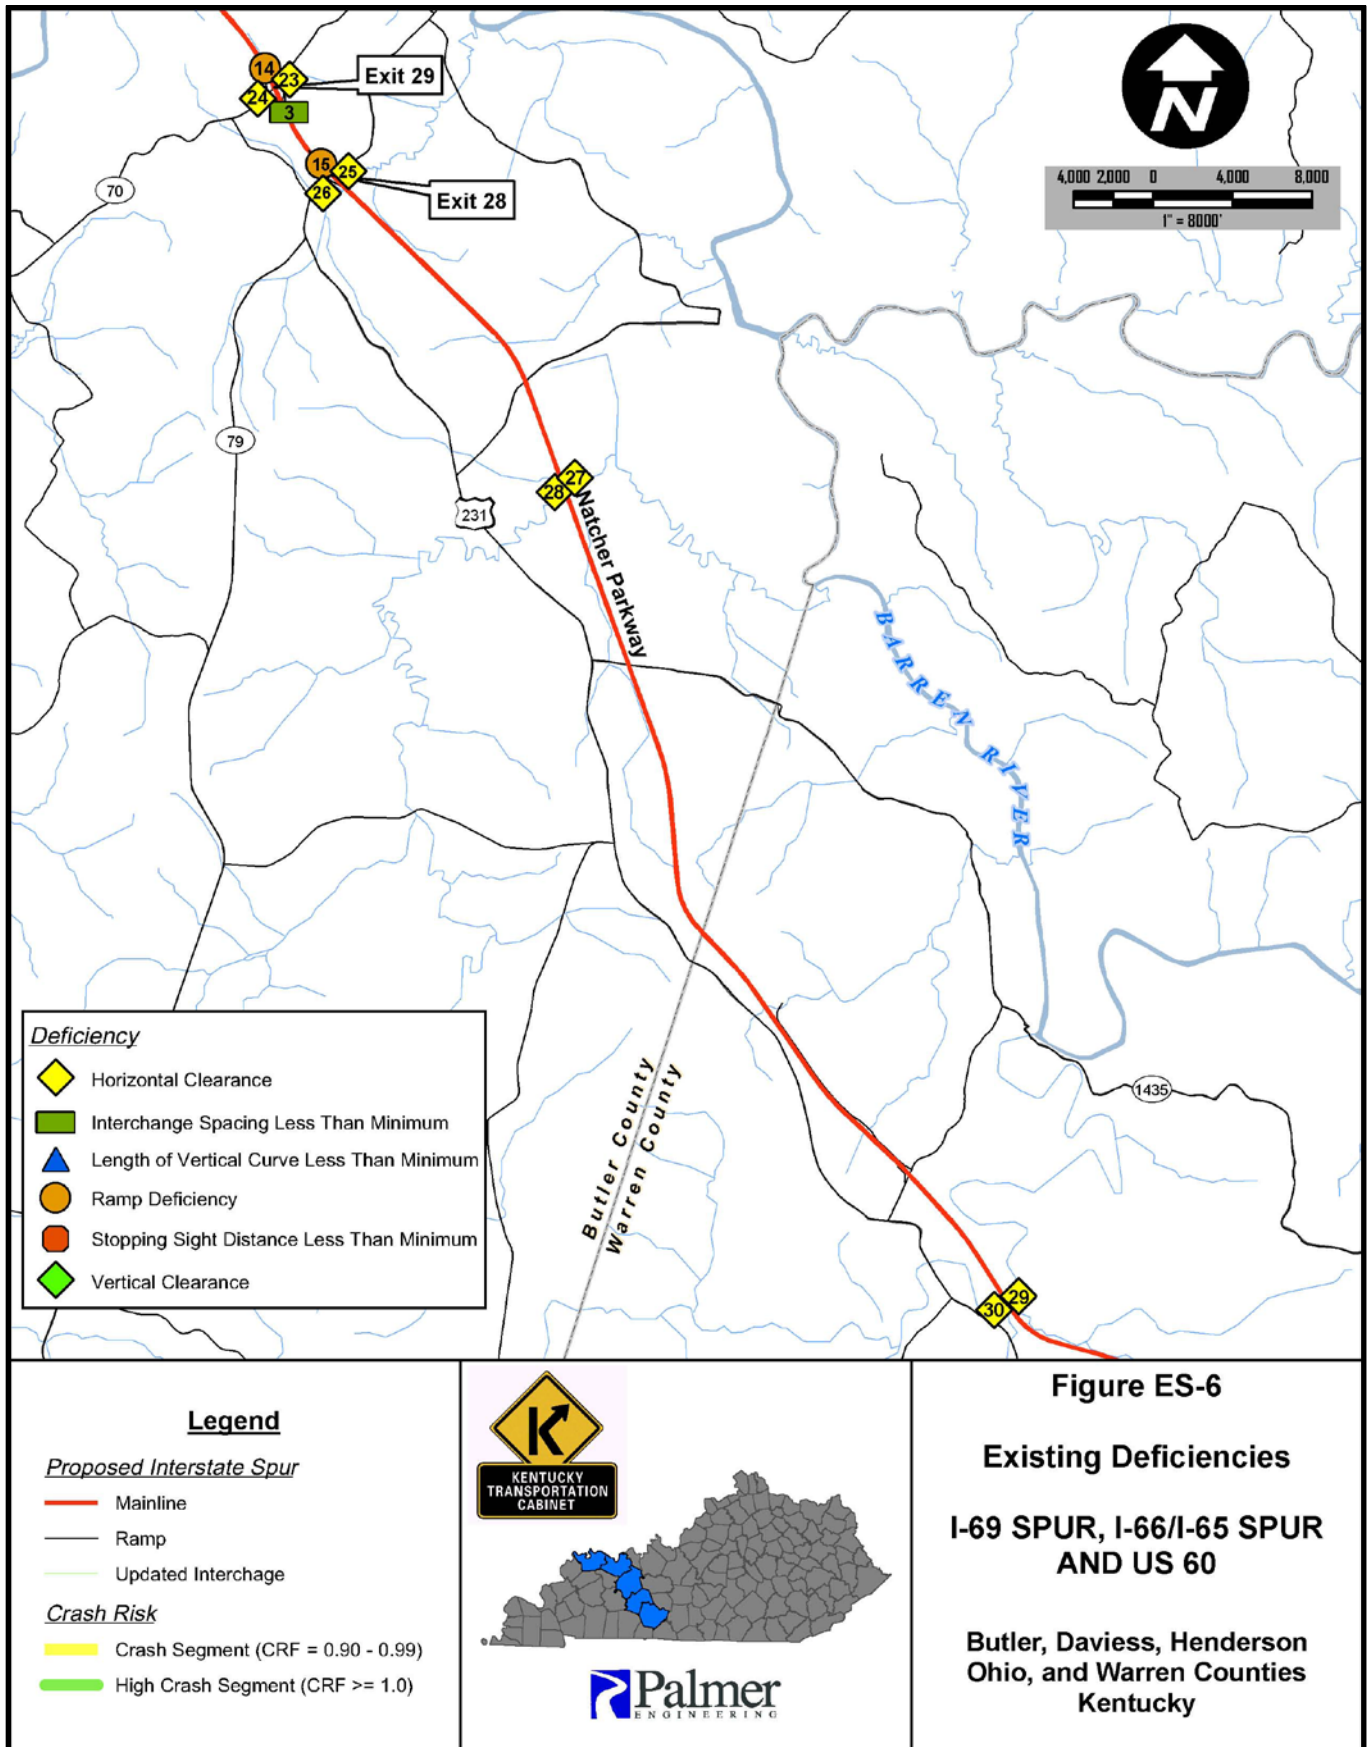 14
23
24
3
Exit 29
15
25
26
Exit 28
70
79
231
28
27
Natcher Parkway
N
4,000 2,000 0 4,000 8,000
1" = 8000'
BARREN RIVER
1435
Butler County
Warren County
30
29
Deficiency
Horizontal Clearance
Interchange Spacing Less Than Minimum
Length of Vertical Curve Less Than Minimum
Ramp Deficiency
Stopping Sight Distance Less Than Minimum
Vertical Clearance
Legend
Proposed Interstate Spur
Mainline
Ramp
Updated Interchage
Crash Risk
Crash Segment (CRF = 0.90 - 0.99)
High Crash Segment (CRF >= 1.0)
K
KENTUCKY
TRANSPORTATION
CABINET
Palmer
ENGINEERING
Figure ES-6
Existing Deficiencies
I-69 SPUR, I-66/I-65 SPUR
AND US 60
Butler, Daviess, Henderson
Ohio, and Warren Counties
Kentucky